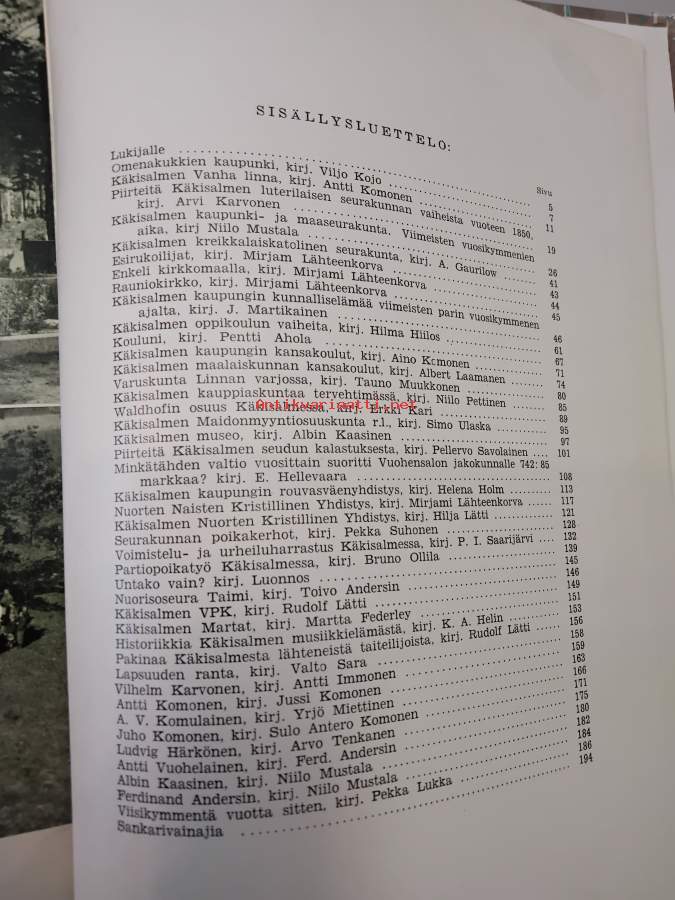 SISÄLLYSLUETTELO:
Sivu
Lukijalle 5
Omenakukkien kaupunki, kirj. Viljo Kojo 7
Käkisalmen Vanha linna, kirj. Antti Komonen 11
Piirteitä Käkisalmen luterilaisen seurakunnan vaiheista vuoteen 1850,
kirj. Arvi Karvonen 19
Käkisalmen kaupunki- ja maaseurakunta. Viimeisten vuosikymmenien
aika, kirj Niilo Mustala 26
Käkisalmen kreikkalaiskatolinen seurakunta, kirj. A. Gaurilow 41
Esirukoilijat, kirj. Mirjam Lähteenkorva 43
Enkeli kirkkomaalla, kirj. Mirjami Lähteenkorva 44
Rauniokirkko, kirj. Mirjami Lähteenkorva 45
Käkisalmen kaupungin kunnalliselämää viimeisten parin vuosikymmenen
ajalta, kirj. J. Martikainen 46
Käkisalmen oppikoulun vaiheita, kirj. Hilma Hiilos 61
Kouluni, kirj. Pentti Ahola 67
Käkisalmen kaupungin kansakoulut, kirj. Aino Komonen 71
Käkisalmen maalaiskunnan kansakoulut, kirj. Albert Laamanen 74
Varuskunta Linnan varjossa, kirj. Tauno Muukkonen 80
Käkisalmen kauppiaskuntaa tervehtimässä, kirj. Niilo Pettinen 85
Waldhofin osuus Käkisalmessa, kirj. Erkki Kari 89
Antikvariaatti.net
Käkisalmen Maidonmyyntiosuuskunta r.l., kirj. Simo Ulaska 95
Käkisalmen museo, kirj. Albin Kaasinen 97
Piirteitä Käkisalmen seudun kalastuksesta, kirj. Pellervo Savolainen 101
Minkätähden valtio vuosittain suoritti Vuohensalon jakokunnalle 742:85
markkaa? kirj. E. Hellevaara 108
Käkisalmen kaupungin rouvasväenyhdistys, kirj. Helena Holm 113
Nuorten Naisten Kristillinen Yhdistys, kirj. Mirjami Lähteenkorva 117
Käkisalmen Nuorten Kristillinen Yhdistys, kirj. Hilja Lätti 121
Seurakunnan poikakerhot, kirj. Pekka Suhonen 128
Voimistelu- ja urheiluharrastus Käkisalmessa, kirj. P. I. Saarijärvi 132
Partiopoikatyö Käkisalmessa, kirj. Bruno Ollila 139
Untako vain? kirj. Luonnos 145
Nuorisoseura Taimi, kirj. Toivo Andersin 146
Käkisalmen VPK, kirj. Rudolf Lätti 149
Käkisalmen Martat, kirj. Martta Federley 151
Historiikkia Käkisalmen musiikkielämästä, kirj. K. A. Helin 153
Pakinaa Käkisalmesta lähteneistä taiteilijoista, kirj. Rudolf Lätti 156
Lapsuuden ranta, kirj. Valto Sara 158
Vilhelm Karvonen, kirj. Antti Immonen 159
Antti Komonen, kirj. Jussi Komonen 163
A. V. Komulainen, kirj. Yrjö Miettinen 166
Juho Komonen, kirj. Sulo Antero Komonen 171
Ludvig Härkönen, kirj. Arvo Tenkanen 175
Antti Vuohelainen, kirj. Ferd. Andersin 180
Albin Kaasinen, kirj. Niilo Mustala 182
Ferdinand Andersin, kirj. Niilo Mustala 184
Viisikymmentä vuotta sitten, kirj. Pekka Lukka 186
Sankarivainajia 194